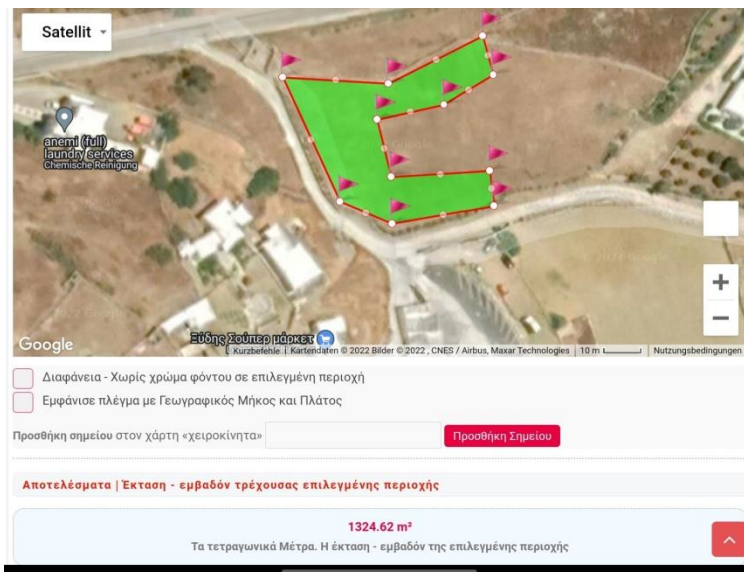 Satellit
anemi (full)
laundry services
Chemische Reinigung
Ξύδης Σούπερ μάρκετ
Google
Kurzbefehle
Kartendaten © 2022 Bilder © 2022 , CNES / Airbus, Maxar Technologies
10 m
Nutzungsbedingungen
Διαφάνεια - Χωρίς χρώμα φόντου σε επιλεγμένη περιοχή
Εμφάνισε πλέγμα με Γεωγραφικός Μήκος και Πλάτος
Προσθήκη σημείου στον χάρτη «χειροκίνητα»
Προσθήκη Σημείου
Αποτελέσματα | Έκταση - εμβαδόν τρέχουσας επιλεγμένης περιοχής
1324.62 m²
Τα τετραγωνικά Μέτρα. Η έκταση - εμβαδόν της επιλεγμένης περιοχής